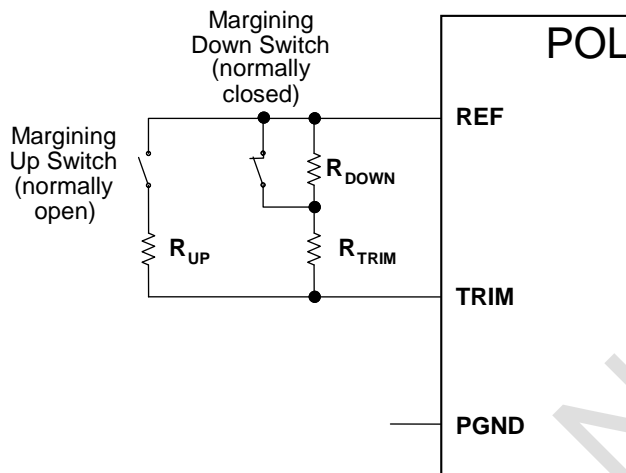 Margining
Down Switch
(normally
closed)
POL
REF
Margining
Up Switch
(normally
open)
RDOWN
RUP
RTRIM
TRIM
PGND